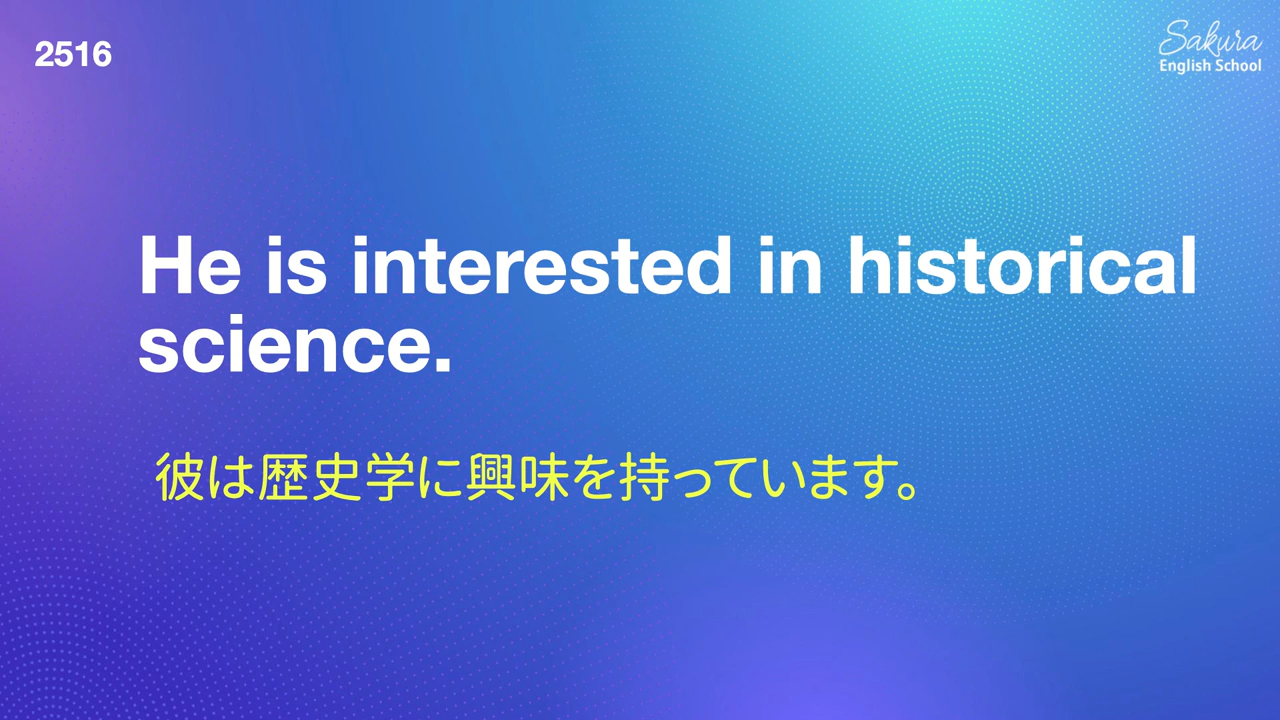 2516
Sakura
English School
He is interested in historical
science.
彼は歴史学に興味を持っています。